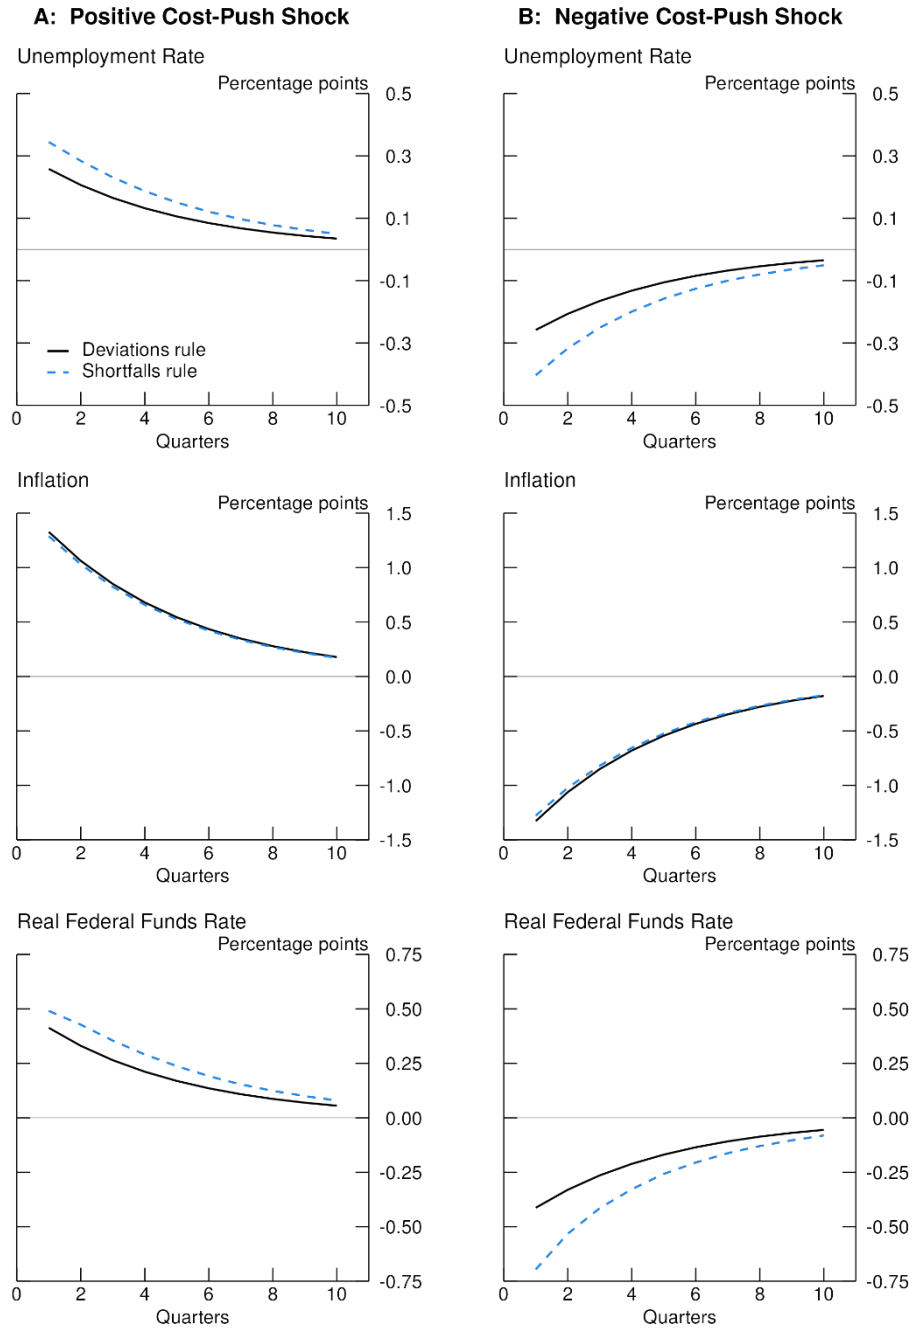 A:  Positive Cost-Push Shock
Unemployment Rate
Percentage points
0.5
0.3
0.1
-0.1
-0.3
-0.5
Deviations rule
Shortfalls rule
0 2 4 6 8 10
Quarters
Inflation
Percentage points
1.5
1.0
0.5
0.0
-0.5
-1.0
-1.5
0 2 4 6 8 10
Quarters
Real Federal Funds Rate
Percentage points
0.75
0.50
0.25
0.00
-0.25
-0.50
-0.75
0 2 4 6 8 10
Quarters
B:  Negative Cost-Push Shock
Unemployment Rate
Percentage points
0.5
0.3
0.1
-0.1
-0.3
-0.5
0 2 4 6 8 10
Quarters
Inflation
Percentage points
1.5
1.0
0.5
0.0
-0.5
-1.0
-1.5
0 2 4 6 8 10
Quarters
Real Federal Funds Rate
Percentage points
0.75
0.50
0.25
0.00
-0.25
-0.50
-0.75
0 2 4 6 8 10
Quarters